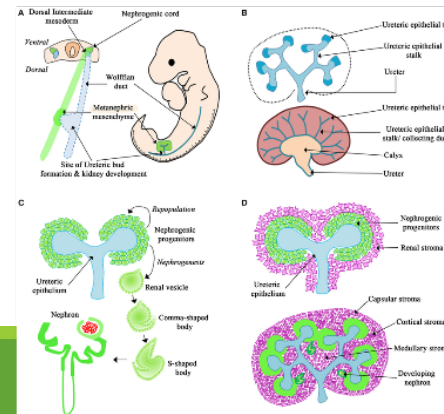 A
Dorsal Intermediate
mesoderm
Nephrogenic cord
Ventral
Dorsal
Wolffian
duct
Metanephric
mesenchyme
Site of Ureteric bud
formation & kidney development
B
Ureteric epithelial
Ureteric epithelial
stalk
Ureter
Ureteric epithelial
Ureteric epithelial
stalk/ collecting
Calyx
Ureter
C
Repopulation
Nephrogenic
progenitors
Nephrogenesis
Ureteric
epithelium
Renal vesicle
Nephron
Comma-shaped
body
S-shaped
body
D
Nephrogenic
progenitors
Renal stroma
Ureteric
epithelium
Capsular stroma
Cortical stroma
Medullary
Developing
nephron